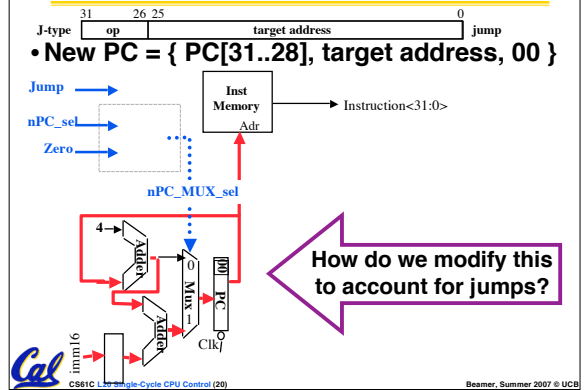 31 26 25 0
J-type op target address jump
• New PC = { PC[31..28], target address, 00 }
Jump
nPC_sel
Zero
Inst
Memory
Adr
Instruction<31:0>
nPC_MUX_sel
4
Adder
Adder
0
Mux
1
00
PC
Clk
imm16
How do we modify this
to account for jumps?
Cal
CS61C L20 Single-Cycle CPU Control (20)
Beamer, Summer 2007 © UCB